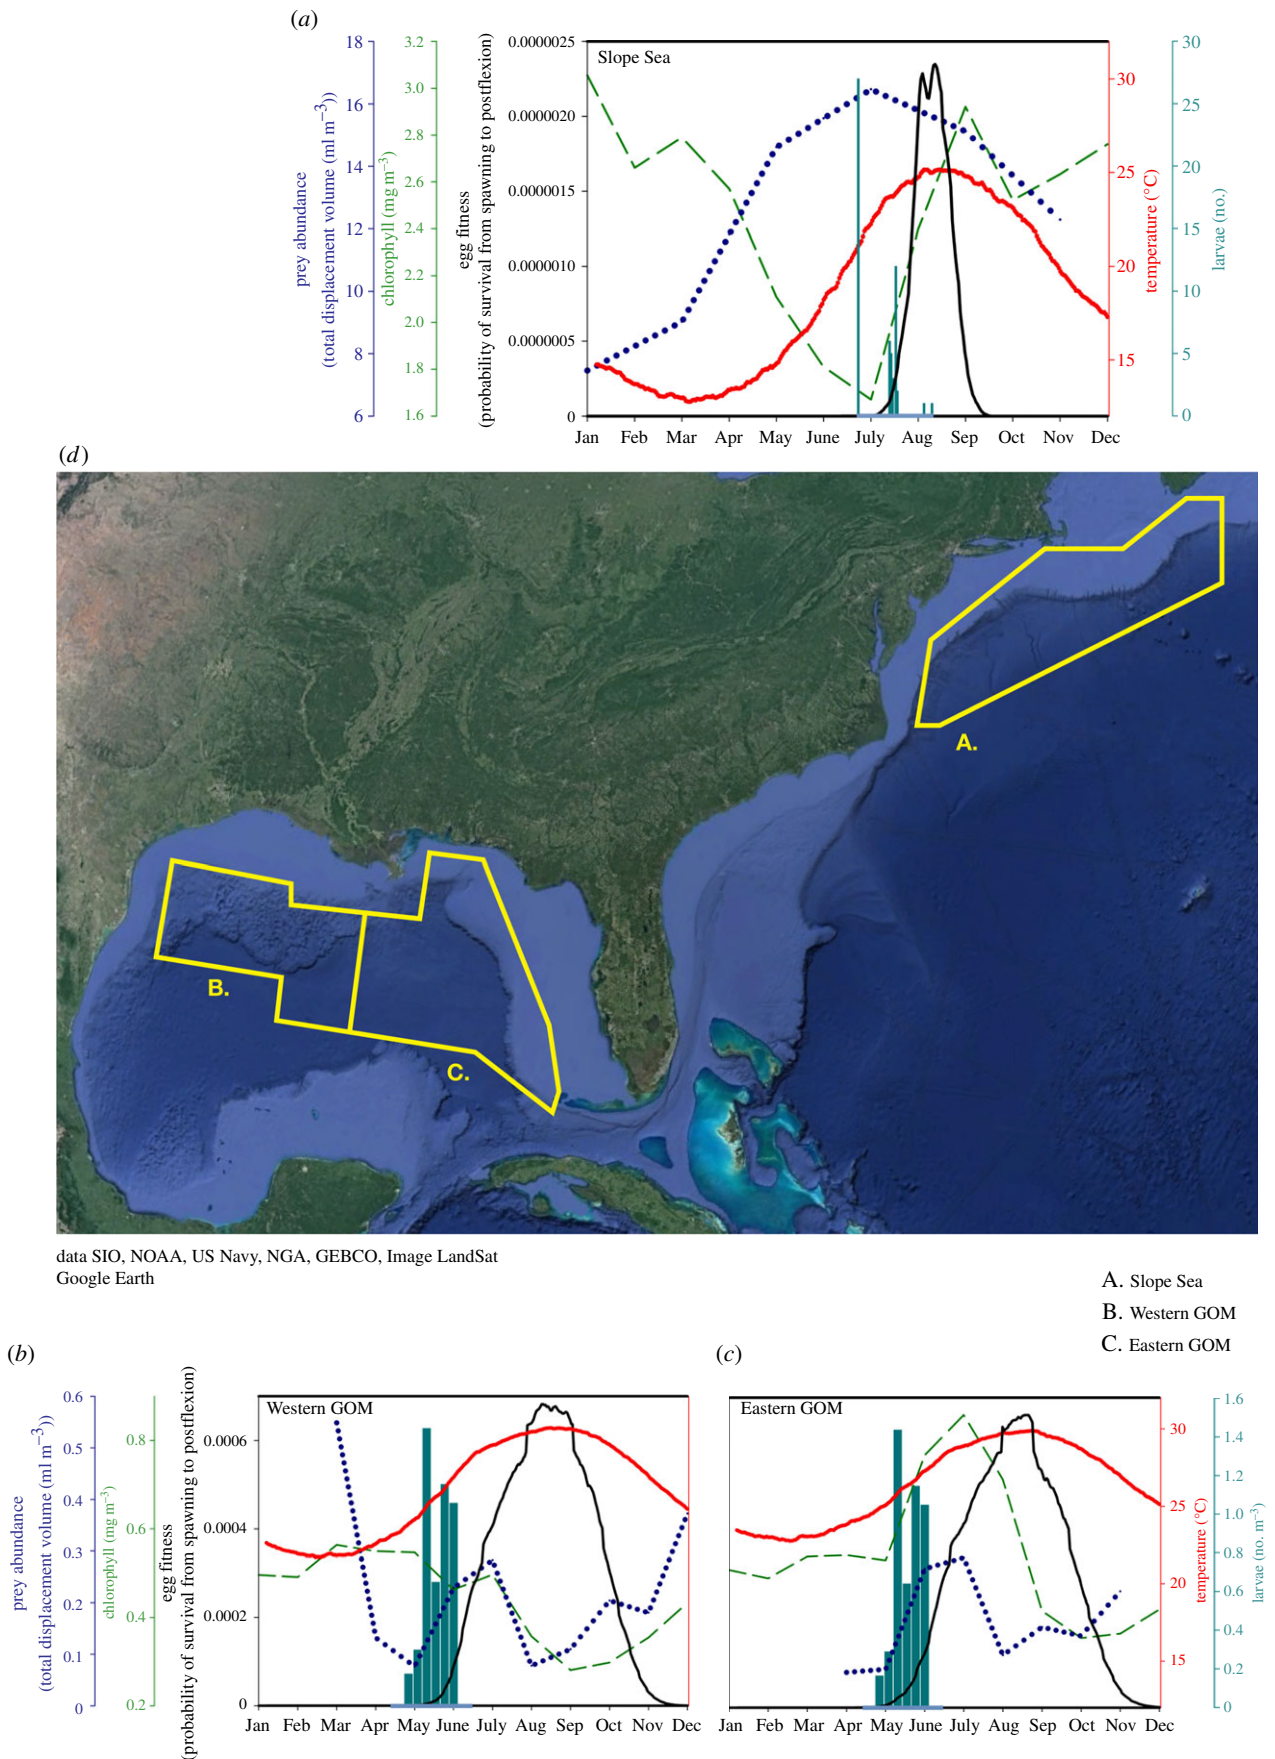 (a)
18
16
14
12
10
8
6
prey abundance
(total displacement volume (ml m⁻³))
3.2
3.0
2.8
2.6
2.4
2.2
2.0
1.8
1.6
chlorophyll (mg m⁻³)
0.0000025
0.0000020
0.0000015
0.0000010
0.0000005
0
egg fitness
(probability of survival from spawning to postflexion)
Slope Sea
30
25
20
15
temperature (°C)
30
25
20
15
10
5
0
larvae (no.)
Jan Feb Mar Apr May June July Aug Sep Oct Nov Dec
(d)
A.
B.
C.
data SIO, NOAA, US Navy, NGA, GEBCO, Image LandSat
Google Earth
A. Slope Sea
B. Western GOM
C. Eastern GOM
(b)
0.6
0.5
0.4
0.3
0.2
0.1
0
prey abundance
(total displacement volume (ml m⁻³))
0.8
0.6
0.4
0.2
chlorophyll (mg m⁻³)
0.0006
0.0004
0.0002
0
egg fitness
(probability of survival from spawning to postflexion)
Western GOM
Jan Feb Mar Apr May June July Aug Sep Oct Nov Dec
(c)
Eastern GOM
30
25
20
15
temperature (°C)
1.6
1.4
1.2
1.0
0.8
0.6
0.4
0.2
0
larvae (no. m⁻³)
Jan Feb Mar Apr May June July Aug Sep Oct Nov Dec